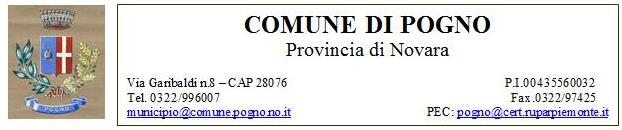 COMUNE DI POGNO
Provincia di Novara
Via Garibaldi n.8 – CAP 28076 P.I.00435560032
Tel. 0322/996007 Fax.0322/97425
municipio@comune.pogno.no.it PEC: pogno@cert.ruparpiemonte.it
POGNO